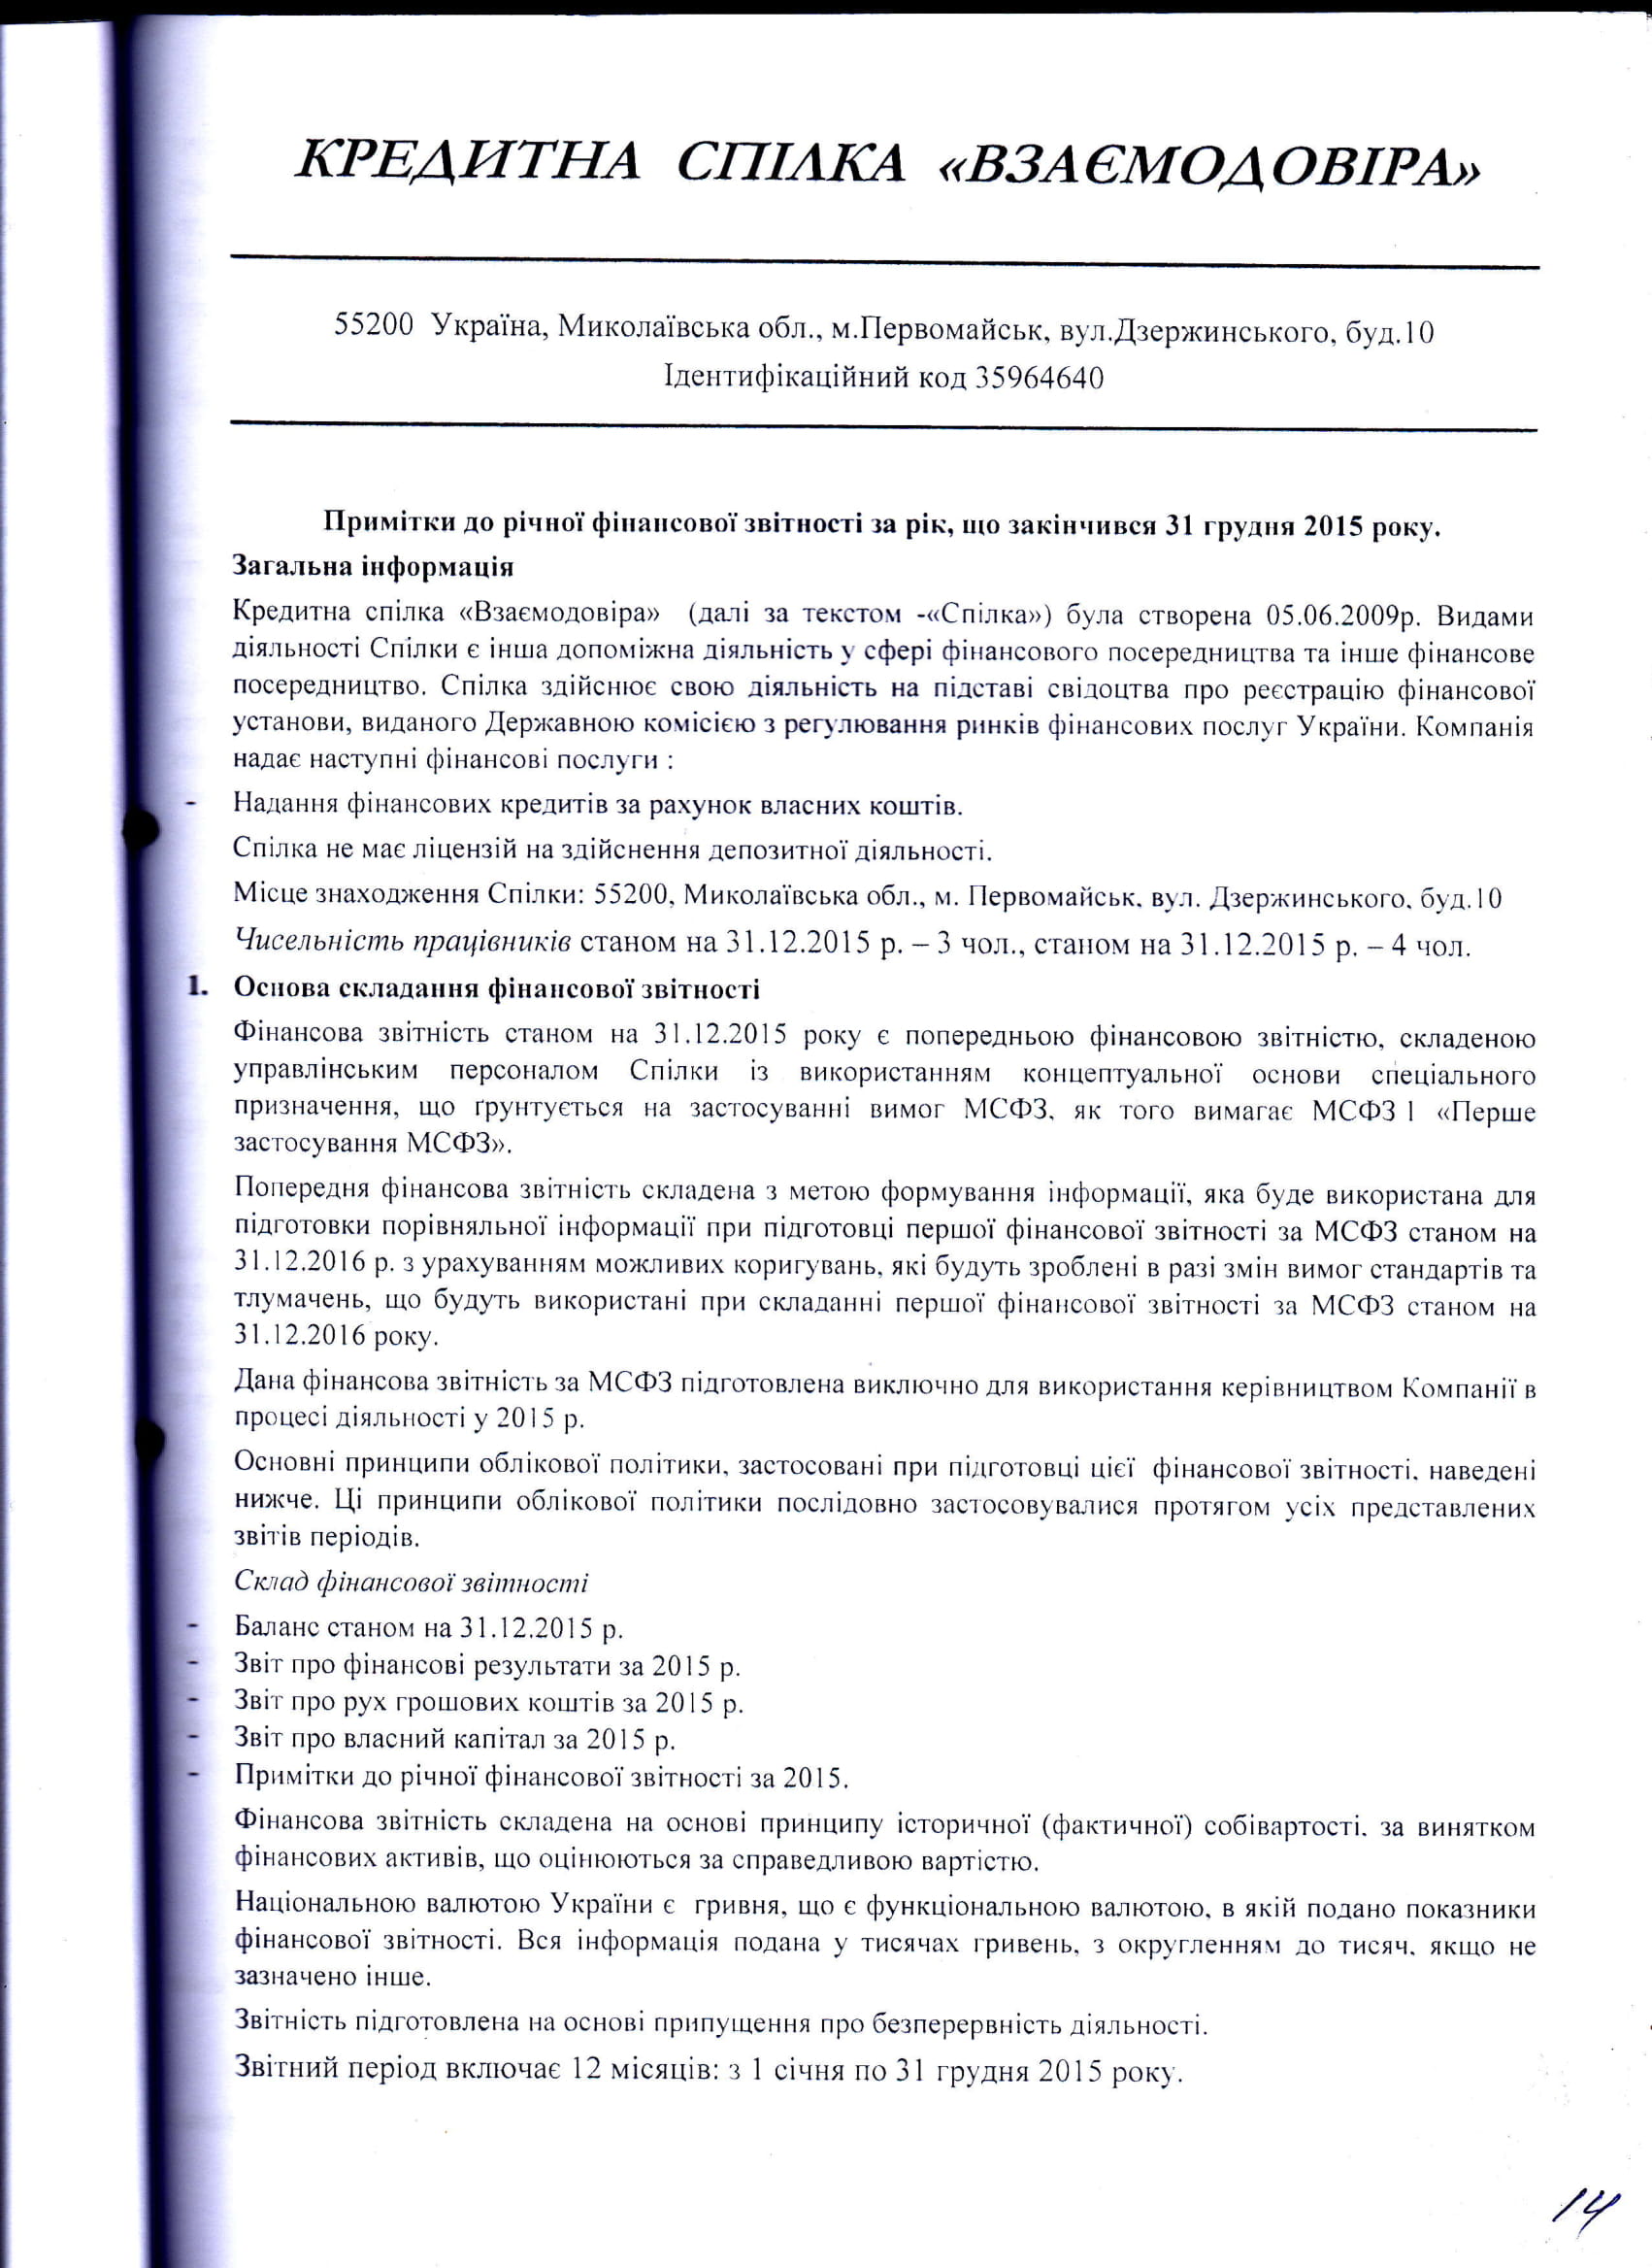 КРЕДИТНА СПІЛКА «ВЗАЄМОДОВІРА»
55200 Україна, Миколаївська обл., м.Первомайськ, вул.Дзержинського, буд.10
Ідентифікаційний код 35964640
Примітки до річної фінансової звітності за рік, що закінчився 31 грудня 2015 року.
Загальна інформація
Кредитна спілка «Взаємодовіра» (далі за текстом -«Спілка») була створена 05.06.2009р. Видами
діяльності Спілки є інша допоміжна діяльність у сфері фінансового посередництва та інше фінансове
посередництво. Спілка здійснює свою діяльність на підставі свідоцтва про реєстрацію фінансової
установи, виданого Державною комісією з регулювання ринків фінансових послуг України. Компанія
надає наступні фінансові послуги :
- Надання фінансових кредитів за рахунок власних коштів.
Спілка не має ліцензій на здійснення депозитної діяльності.
Місце знаходження Спілки: 55200, Миколаївська обл., м. Первомайськ, вул. Дзержинського, буд.10
Чисельність працівників станом на 31.12.2015 р. – 3 чол., станом на 31.12.2015 р. – 4 чол.
1. Основа складання фінансової звітності
Фінансова звітність станом на 31.12.2015 року є попередньою фінансовою звітністю, складеною
управлінським персоналом Спілки із використанням концептуальної основи спеціального
призначення, що ґрунтується на застосуванні вимог МСФЗ, як того вимагає МСФЗ 1 «Перше
застосування МСФЗ».
Попередня фінансова звітність складена з метою формування інформації, яка буде використана для
підготовки порівняльної інформації при підготовці першої фінансової звітності за МСФЗ станом на
31.12.2016 р. з урахуванням можливих коригувань, які будуть зроблені в разі змін вимог стандартів та
тлумачень, що будуть використані при складанні першої фінансової звітності за МСФЗ станом на
31.12.2016 року.
Дана фінансова звітність за МСФЗ підготовлена виключно для використання керівництвом Компанії в
процесі діяльності у 2015 р.
Основні принципи облікової політики, застосовані при підготовці цієї фінансової звітності, наведені
нижче. Ці принципи облікової політики послідовно застосовувалися протягом усіх представлених
звітів періодів.
Склад фінансової звітності
- Баланс станом на 31.12.2015 р.
- Звіт про фінансові результати за 2015 р.
- Звіт про рух грошових коштів за 2015 р.
- Звіт про власний капітал за 2015 р.
- Примітки до річної фінансової звітності за 2015.
Фінансова звітність складена на основі принципу історичної (фактичної) собівартості, за винятком
фінансових активів, що оцінюються за справедливою вартістю.
Національною валютою України є гривня, що є функціональною валютою, в якій подано показники
фінансової звітності. Вся інформація подана у тисячах гривень, з округленням до тисяч, якщо не
зазначено інше.
Звітність підготовлена на основі припущення про безперервність діяльності.
Звітний період включає 12 місяців: з 1 січня по 31 грудня 2015 року.
14